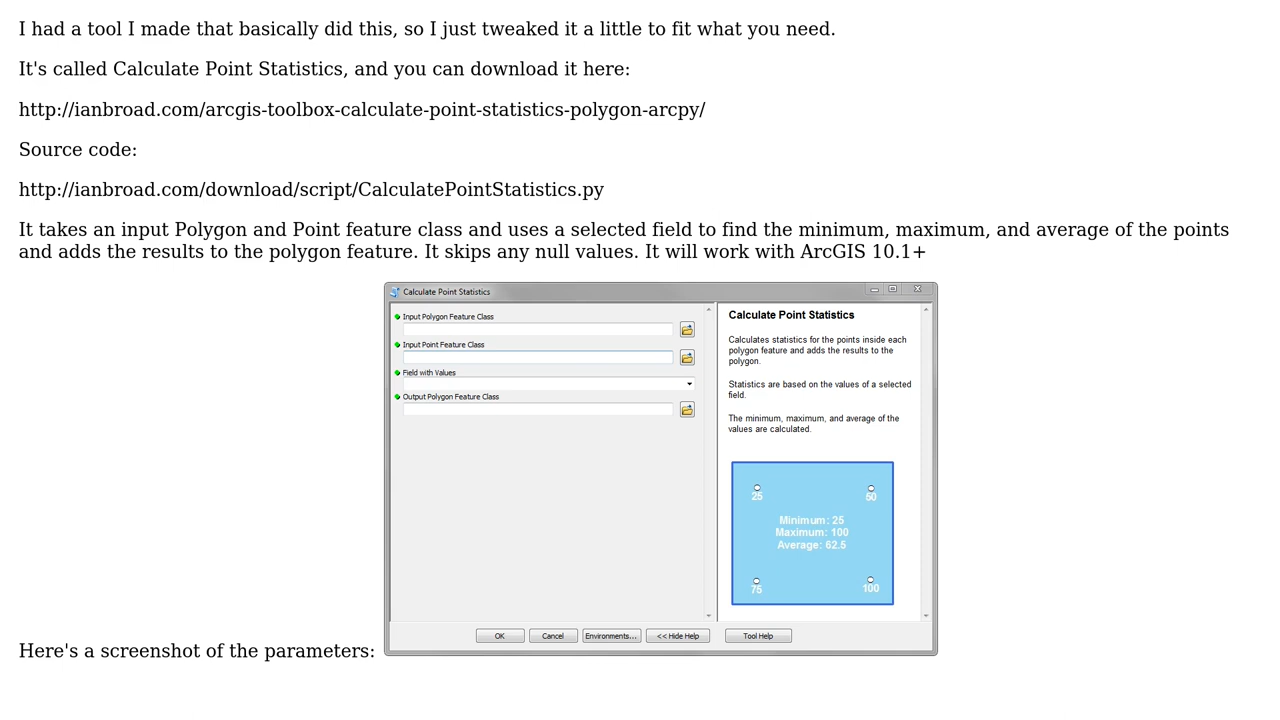 I had a tool I made that basically did this, so I just tweaked it a little to fit what you need.
It's called Calculate Point Statistics, and you can download it here:
http://ianbroad.com/arcgis-toolbox-calculate-point-statistics-polygon-arcpy/
Source code:
http://ianbroad.com/download/script/CalculatePointStatistics.py
It takes an input Polygon and Point feature class and uses a selected field to find the minimum, maximum, and average of the points
and adds the results to the polygon feature. It skips any null values. It will work with ArcGIS 10.1+
Here's a screenshot of the parameters:
Calculate Point Statistics
Input Polygon Feature Class
Input Point Feature Class
Field with Values
Output Polygon Feature Class
OK
Cancel
Environments...
<< Hide Help
Tool Help
Calculate Point Statistics
Calculates statistics for the points inside each
polygon feature and adds the results to the
polygon.
Statistics are based on the values of a selected
field.
The minimum, maximum, and average of the
values are calculated.
25
50
Minimum: 25
Maximum: 100
Average: 62.5
75
100